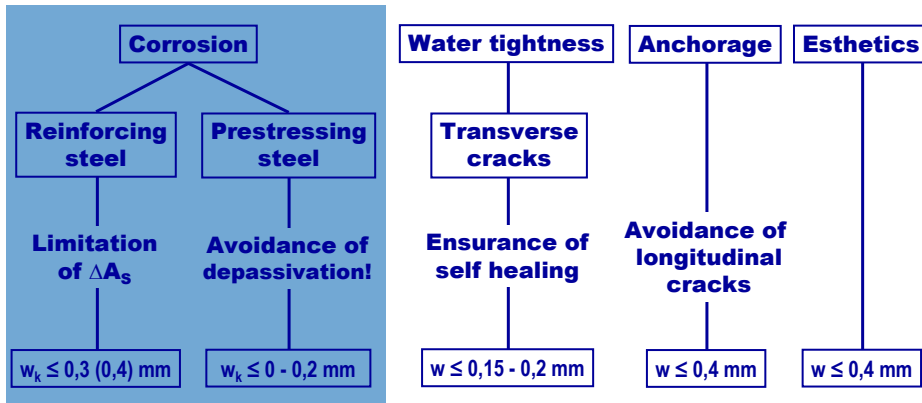 Corrosion
Water tightness
Anchorage
Esthetics
Reinforcing
steel
Prestressing
steel
Transverse
cracks
Limitation
of ΔAs
Avoidance of
depassivation!
Ensurance of
self healing
Avoidance of
longitudinal
cracks
wk ≤ 0,3 (0,4) mm
wk ≤ 0 - 0,2 mm
w ≤ 0,15 - 0,2 mm
w ≤ 0,4 mm
w ≤ 0,4 mm